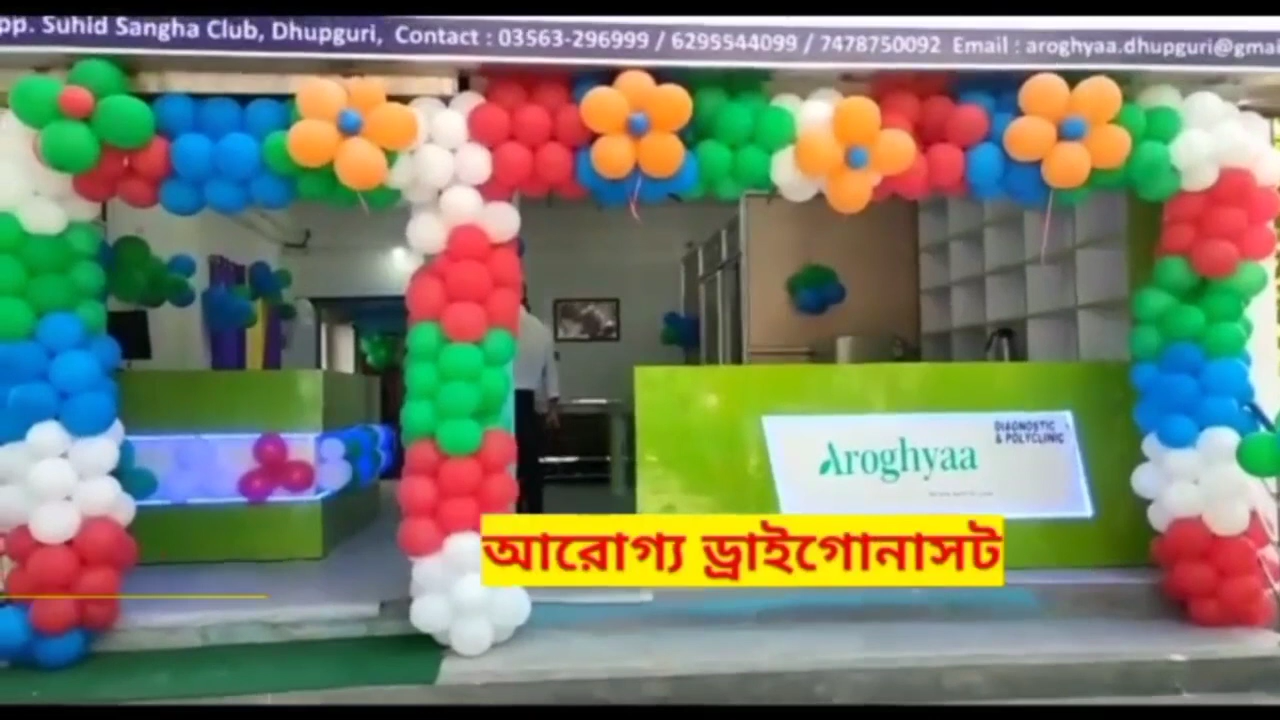 pp. Suhid Sangha Club, Dhupguri, Contact : 03563-296999 / 6295544099 / 7478750092 Email : aroghyaa.dhupguri@gmai
DIAGNOSTIC
& POLYCLINIC
Aroghyaa
আরোগ্য ড্রাইগোনাসট